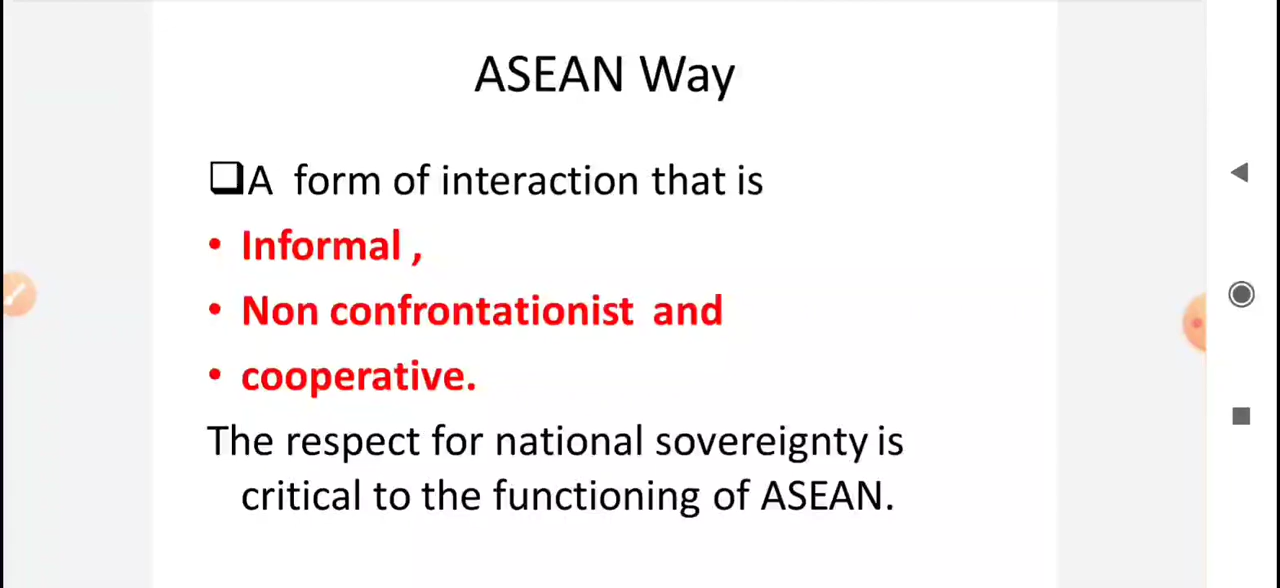 ASEAN Way
❑A form of interaction that is
• Informal ,
• Non confrontationist and
• cooperative.
The respect for national sovereignty is
critical to the functioning of ASEAN.